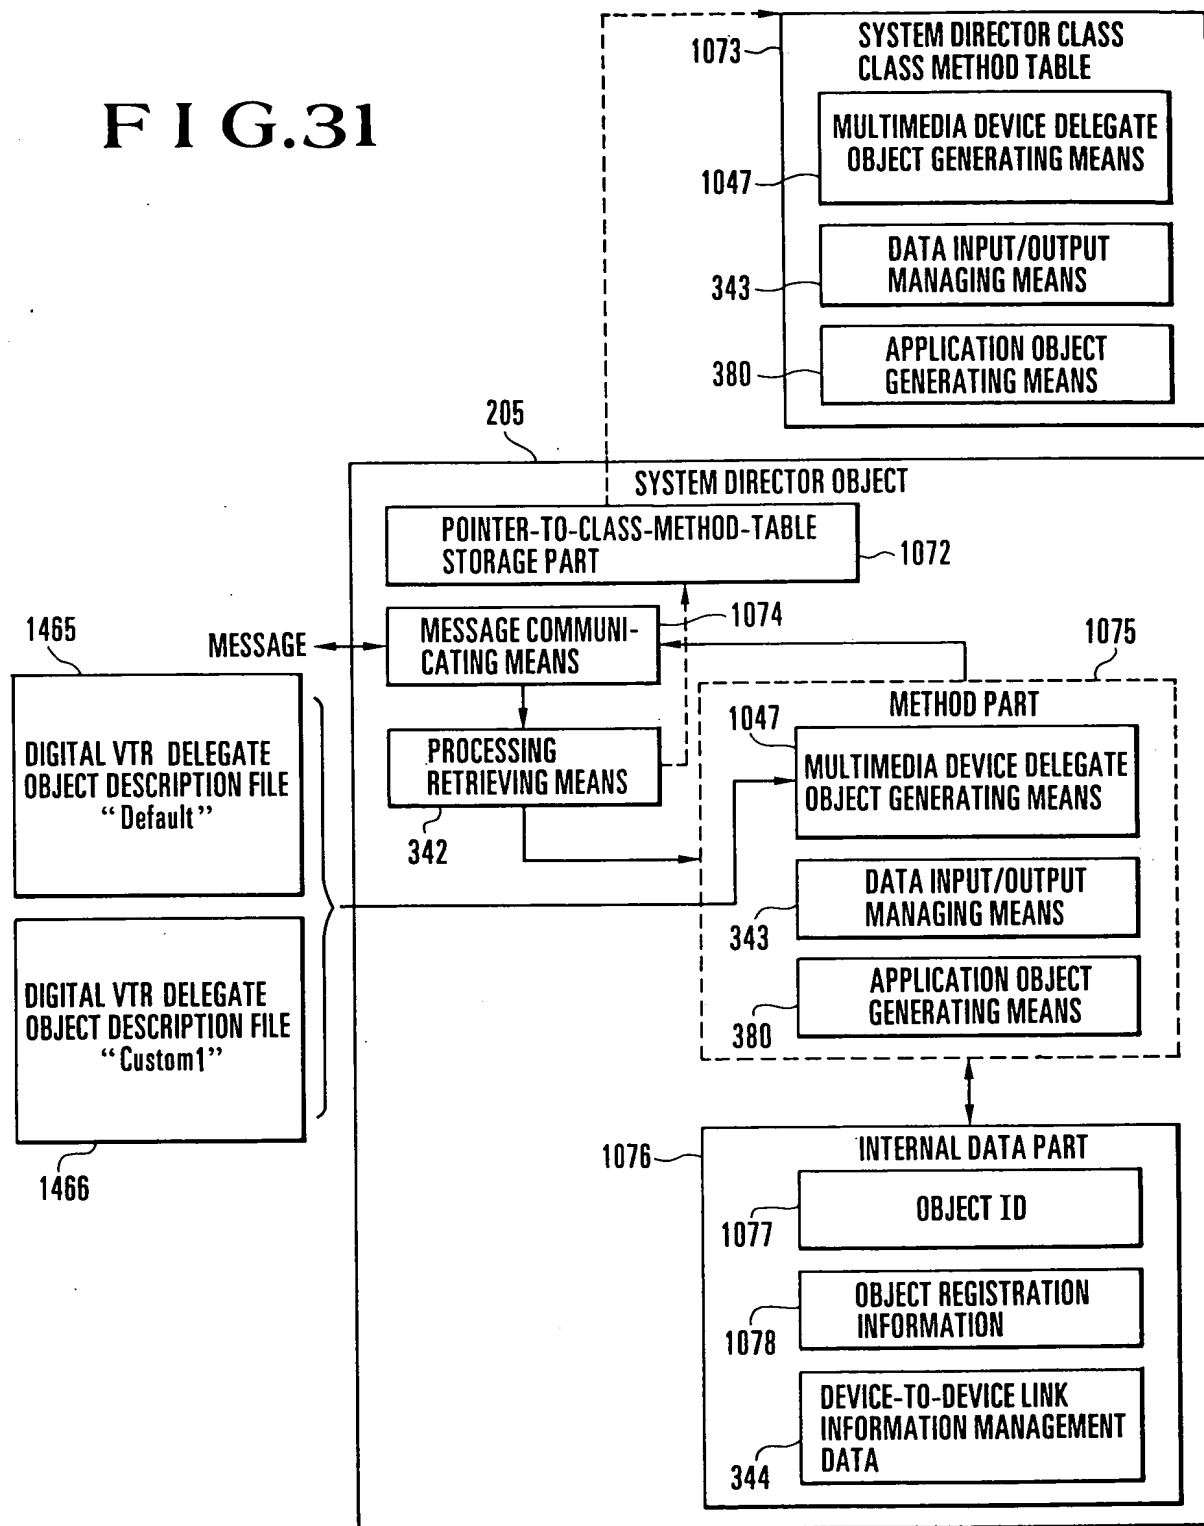 FIG.31
1073
SYSTEM DIRECTOR CLASS
CLASS METHOD TABLE
MULTIMEDIA DEVICE DELEGATE
OBJECT GENERATING MEANS
1047
DATA INPUT/OUTPUT
MANAGING MEANS
343
APPLICATION OBJECT
GENERATING MEANS
380
205
SYSTEM DIRECTOR OBJECT
POINTER-TO-CLASS-METHOD-TABLE
STORAGE PART
1072
1074
MESSAGE
MESSAGE COMMUNI-
CATING MEANS
PROCESSING
RETRIEVING MEANS
342
1465
DIGITAL VTR DELEGATE
OBJECT DESCRIPTION FILE
“Default”
DIGITAL VTR DELEGATE
OBJECT DESCRIPTION FILE
“Custom1”
1466
1075
METHOD PART
1047
MULTIMEDIA DEVICE DELEGATE
OBJECT GENERATING MEANS
DATA INPUT/OUTPUT
MANAGING MEANS
343
APPLICATION OBJECT
GENERATING MEANS
380
1076
INTERNAL DATA PART
OBJECT ID
1077
OBJECT REGISTRATION
INFORMATION
1078
DEVICE-TO-DEVICE LINK
INFORMATION MANAGEMENT
DATA
344